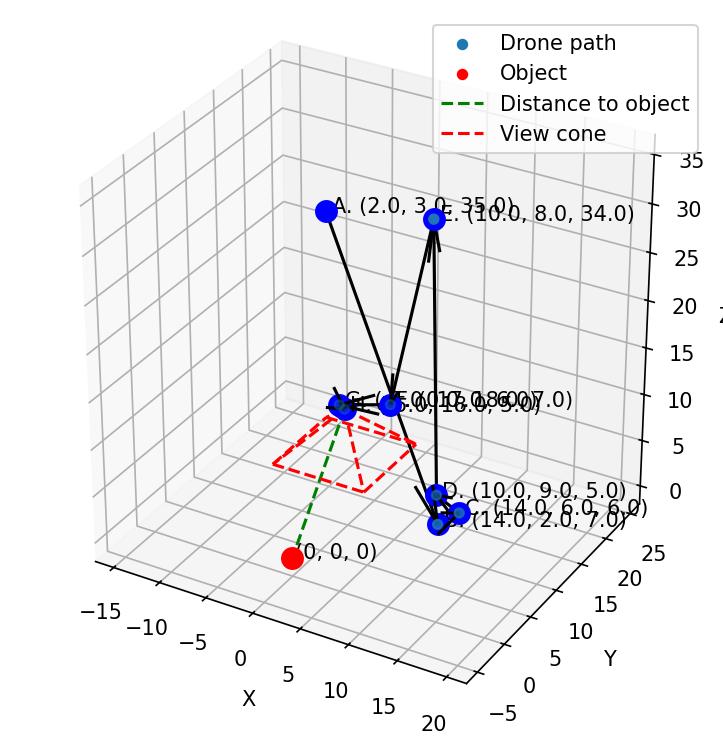 Drone path
Object
Distance to object
View cone
A. (2.0, 3.0, 35.0)
E. (10.0, 8.0, 34.0)
D. (10.0, 9.0, 5.0)
C. (14.0, 6.0, 6.0)
B. (14.0, 2.0, 7.0)
(0, 0, 0)
35
30
25
20
15
10
5
0
−15
−10
−5
0
5
10
15
20
X
−5
0
5
10
15
20
25
Y